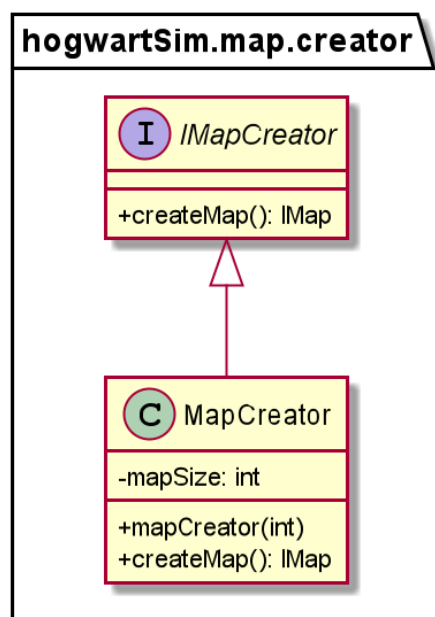 hogwartSim.map.creator
I IMapCreator
+createMap(): IMap
C MapCreator
-mapSize: int
+mapCreator(int)
+createMap(): IMap